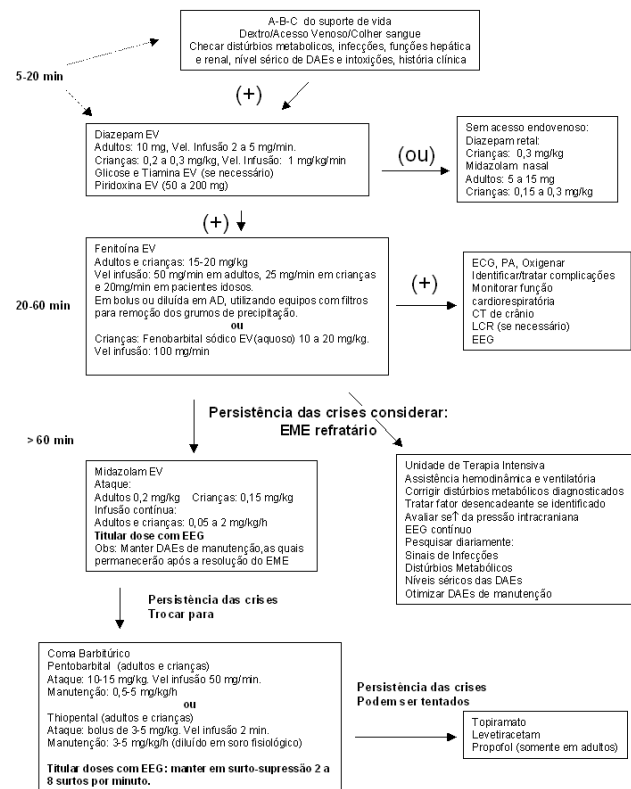 A-B-C do suporte de vida
Dextro/Acesso Venoso/Colher sangue
Checar distúrbios metabolicos, infecções, funções hepática
e renal, nível sérico de DAEs e intoxições, história clínica
5-20 min
(+)
Diazepam EV
Adultos: 10 mg, Vel. Infusão 2 a 5 mg/min.
Crianças: 0,2 a 0,3 mg/kg, Vel. Infusão: 1 mg/kg/min
Glicose e Tiamina EV (se necessário)
Piridoxina EV (50 a 200 mg)
(ou)
Sem acesso endovenoso:
Diazepam retal:
Crianças: 0,3 mg/kg
Midazolam nasal
Adultos: 5 a 15 mg
Crianças: 0,15 a 0,3 mg/kg
(+)
20-60 min
Fenitoína EV
Adultos e crianças: 15-20 mg/kg
Vel infusão: 50 mg/min em adultos, 25 mg/min em crianças
e 20mg/min em pacientes idosos.
Em bolus ou diluída em AD, utilizando equipos com filtros
para remoção dos grumos de precipitação.
ou
Crianças: Fenobarbital sódico EV(aquoso) 10 a 20 mg/kg.
Vel infusão: 100 mg/min
(+)
ECG, PA, Oxigenar
Identificar/tratar complicações
Monitorar função
cardiorespiratória
CT de crânio
LCR (se necessário)
EEG
Persistência das crises considerar:
EME refratário
>60 min
Midazolam EV
Ataque:
Adultos 0,2 mg/kg Crianças: 0,15 mg/kg
Infusão contínua:
Adultos e crianças: 0,05 a 2 mg/kg/h
Titular dose com EEG
Obs: Manter DAEs de manutenção,as quais
permanecerão após a resolução do EME
Unidade de Terapia Intensiva
Assistência hemodinâmica e ventilatória
Corrigir distúrbios metabólicos diagnosticados
Tratar fator desencadeante se identificado
Avaliar se↑ da pressão intracraniana
EEG contínuo
Pesquisar diariamente:
Sinais de Infecções
Distúrbios Metabólicos
Níveis séricos das DAEs
Otimizar DAEs de manutenção
Persistência das crises
Trocar para
Coma Barbitúrico
Pentobarbital (adultos e crianças)
Ataque: 10-15 mg/kg. Vel infusão 50 mg/min.
Manutenção: 0,5-5 mg/kg/h
ou
Thiopental (adultos e crianças)
Ataque: bolus de 3-5 mg/kg. Vel infusão 2 min.
Manutenção: 3-5 mg/kg/h (diluído em soro fisiológico)
Titular doses com EEG: manter em surto-supressão 2 a
8 surtos por minuto.
Persistência das crises
Podem ser tentados
Topiramato
Levetiracetam
Propofol (somente em adultos)